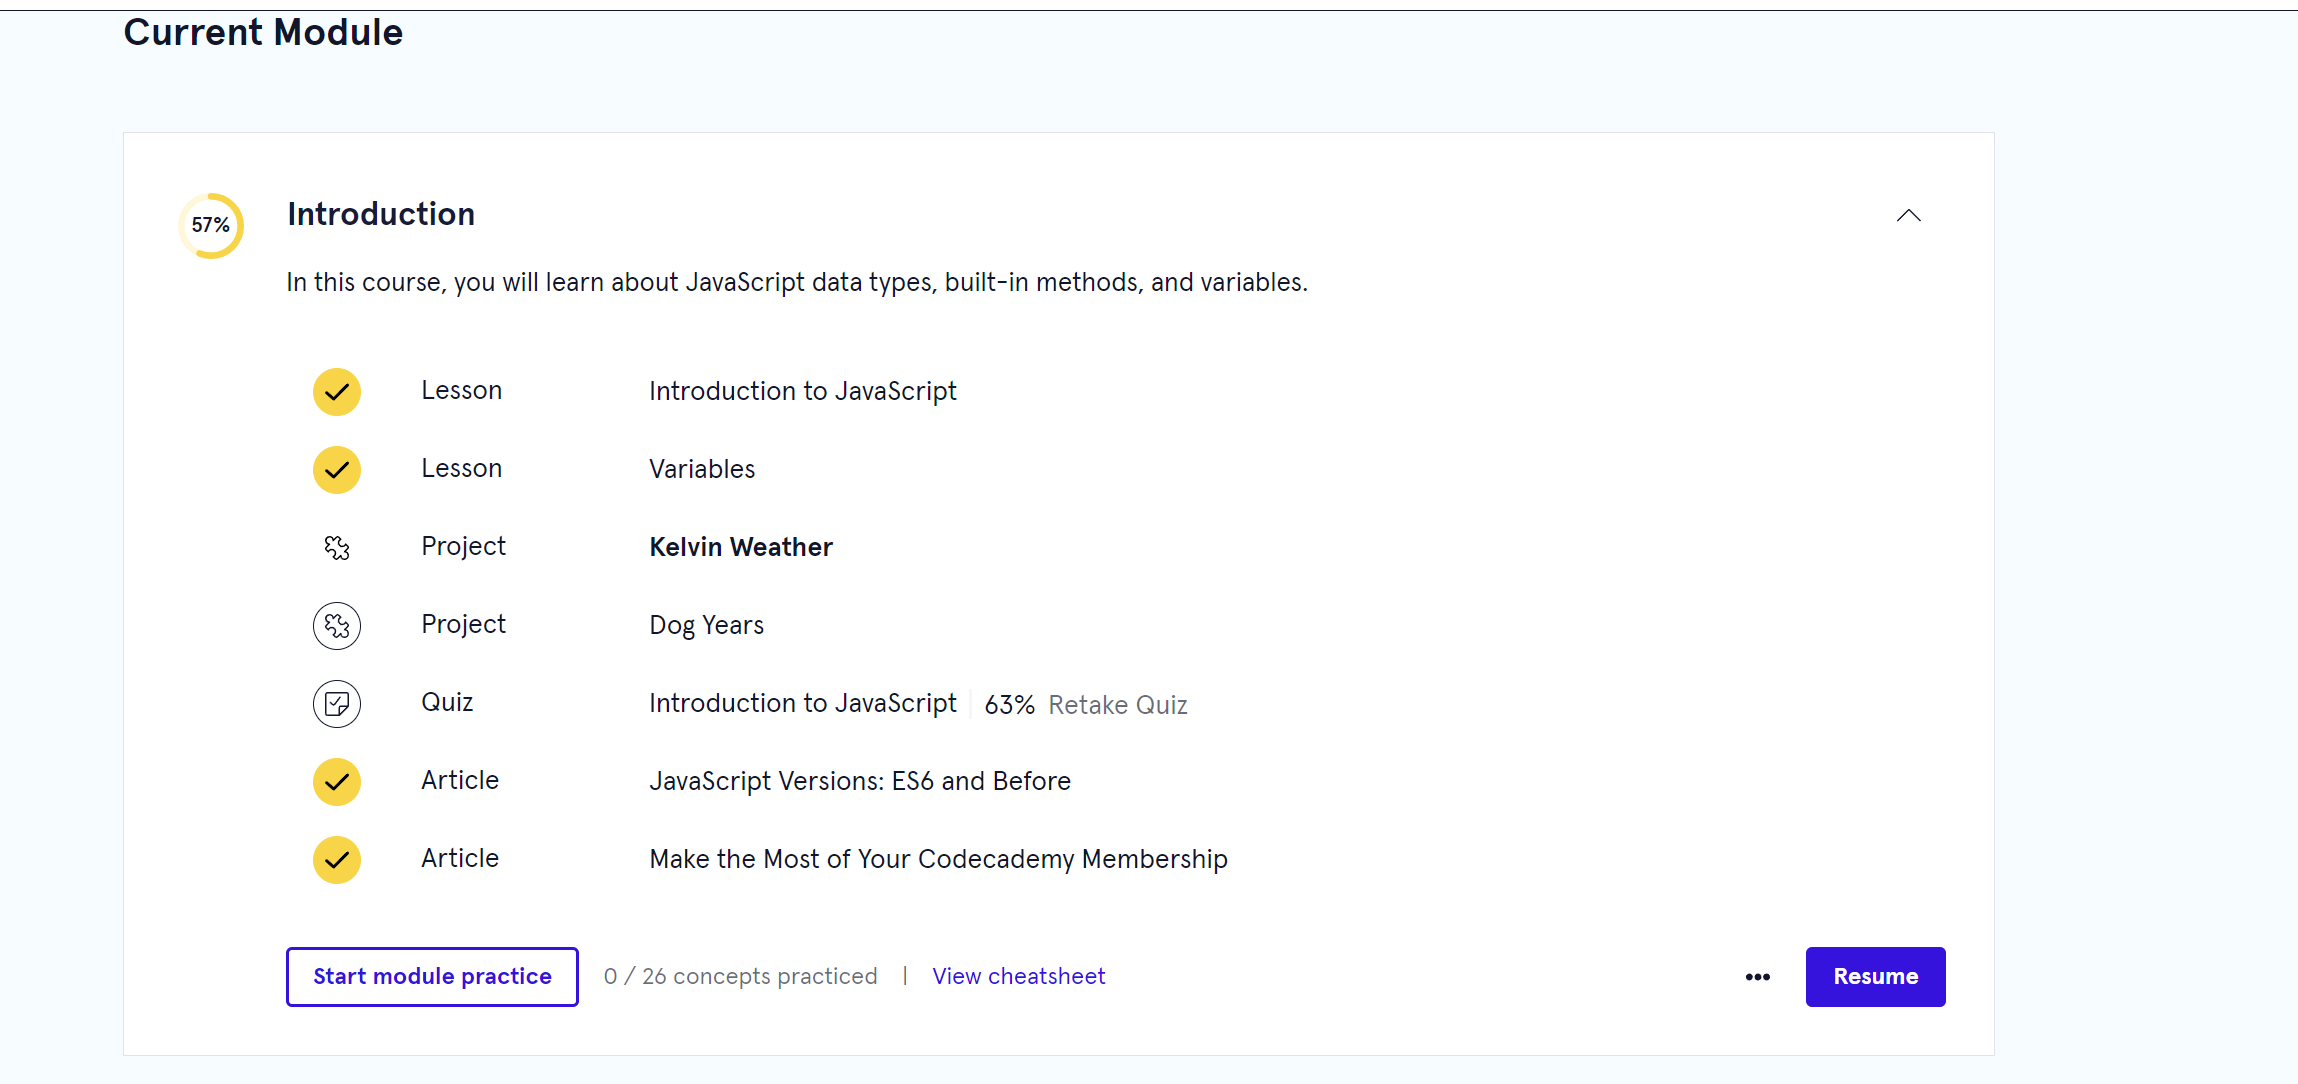 Current Module
57%
Introduction
In this course, you will learn about JavaScript data types, built-in methods, and variables.
Lesson Introduction to JavaScript
Lesson Variables
Project Kelvin Weather
Project Dog Years
Quiz Introduction to JavaScript 63% Retake Quiz
Article JavaScript Versions: ES6 and Before
Article Make the Most of Your Codecademy Membership
Start module practice 0 / 26 concepts practiced | View cheatsheet ••• Resume